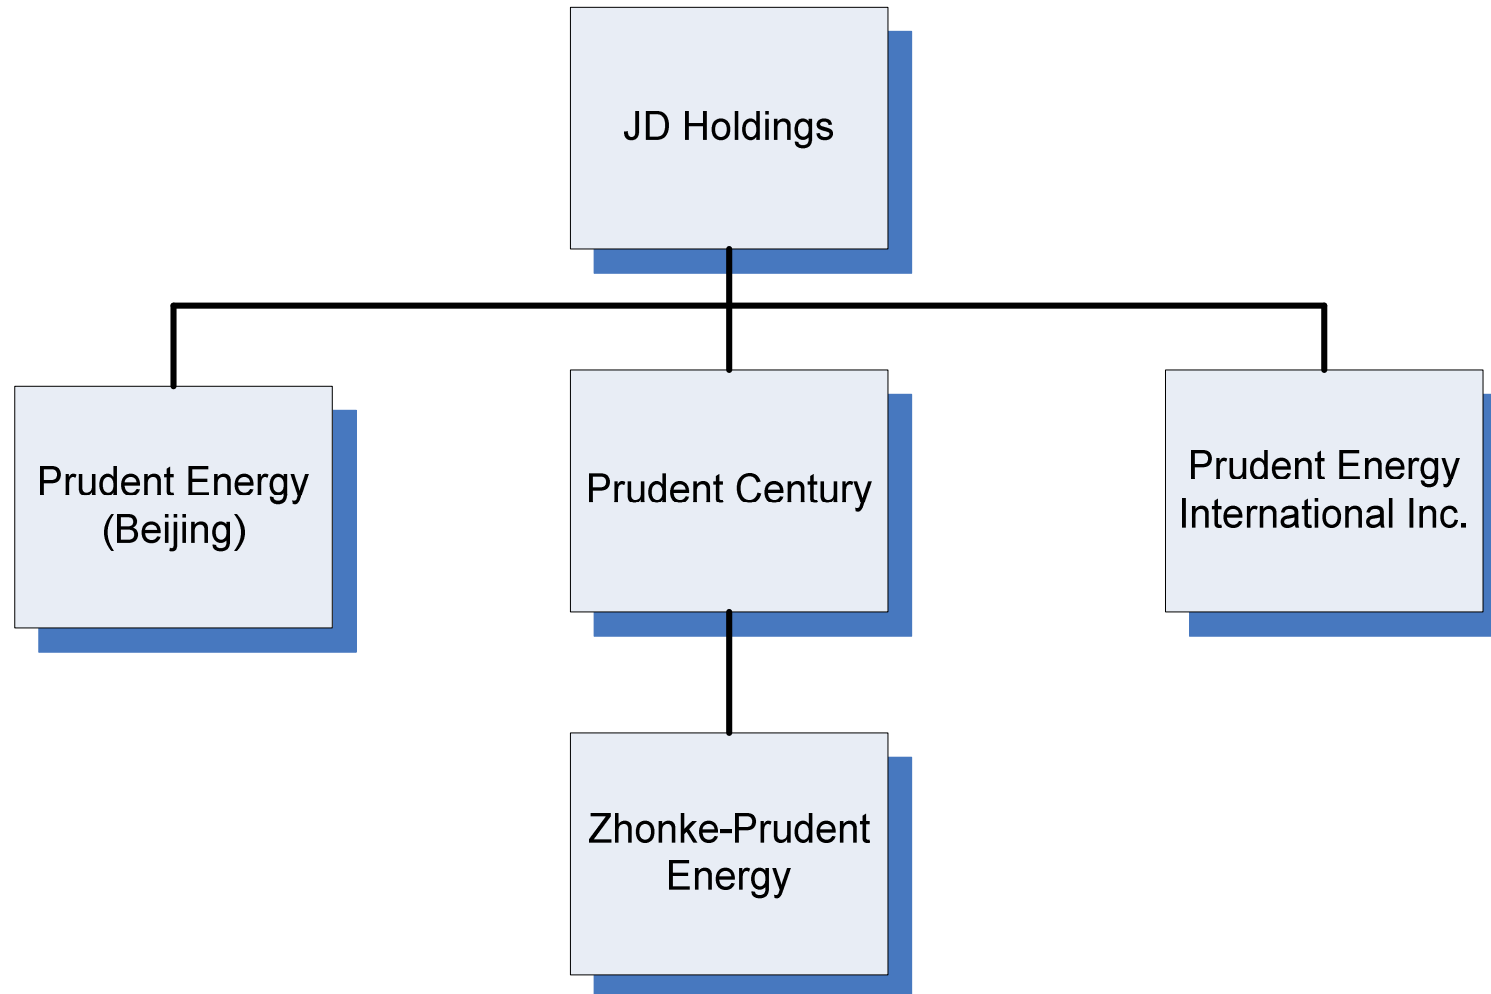 JD Holdings
Prudent Energy
(Beijing)
Prudent Century
Prudent Energy
International Inc.
Zhonke-Prudent
Energy